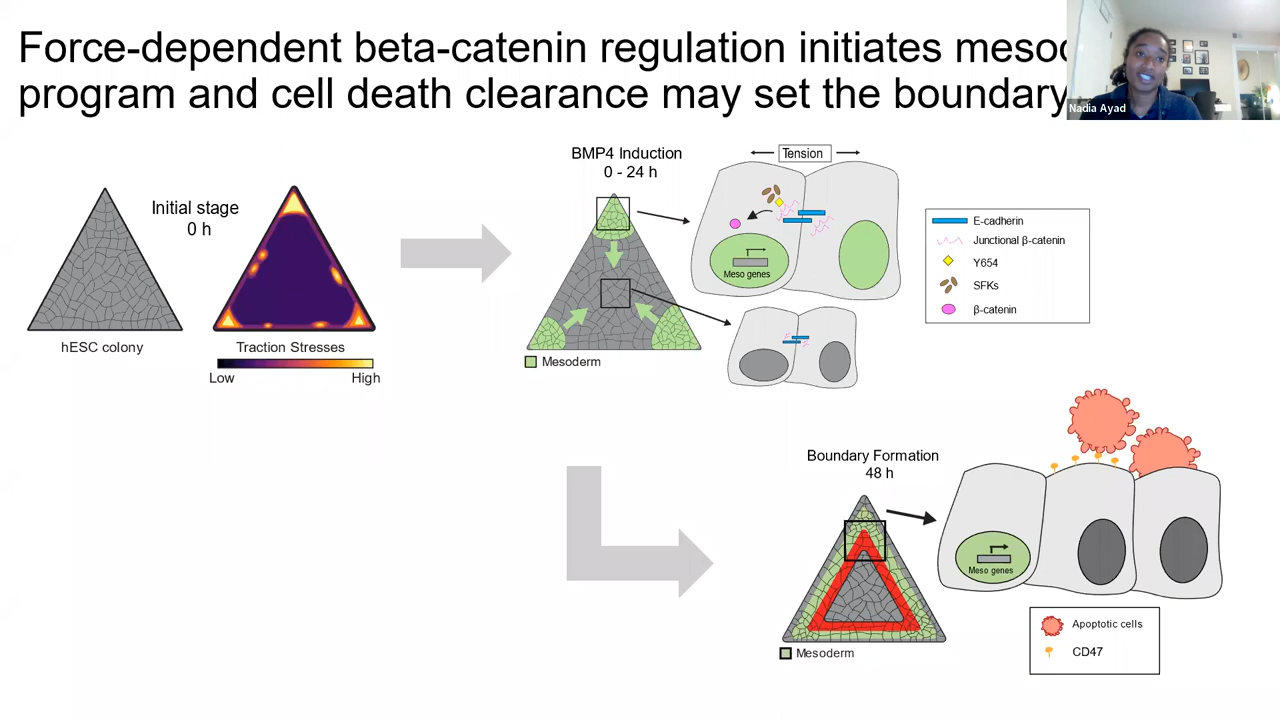 Force-dependent beta-catenin regulation initiates
program and cell death clearance may set the boundary
Nadia Ayad
Initial stage
0 h
hESC colony
Traction Stresses
Low
High
BMP4 Induction
0 - 24 h
Mesoderm
Tension
Meso genes
E-cadherin
Junctional β-catenin
Y654
SFKs
β-catenin
Boundary Formation
48 h
Mesoderm
Meso genes
Apoptotic cells
CD47